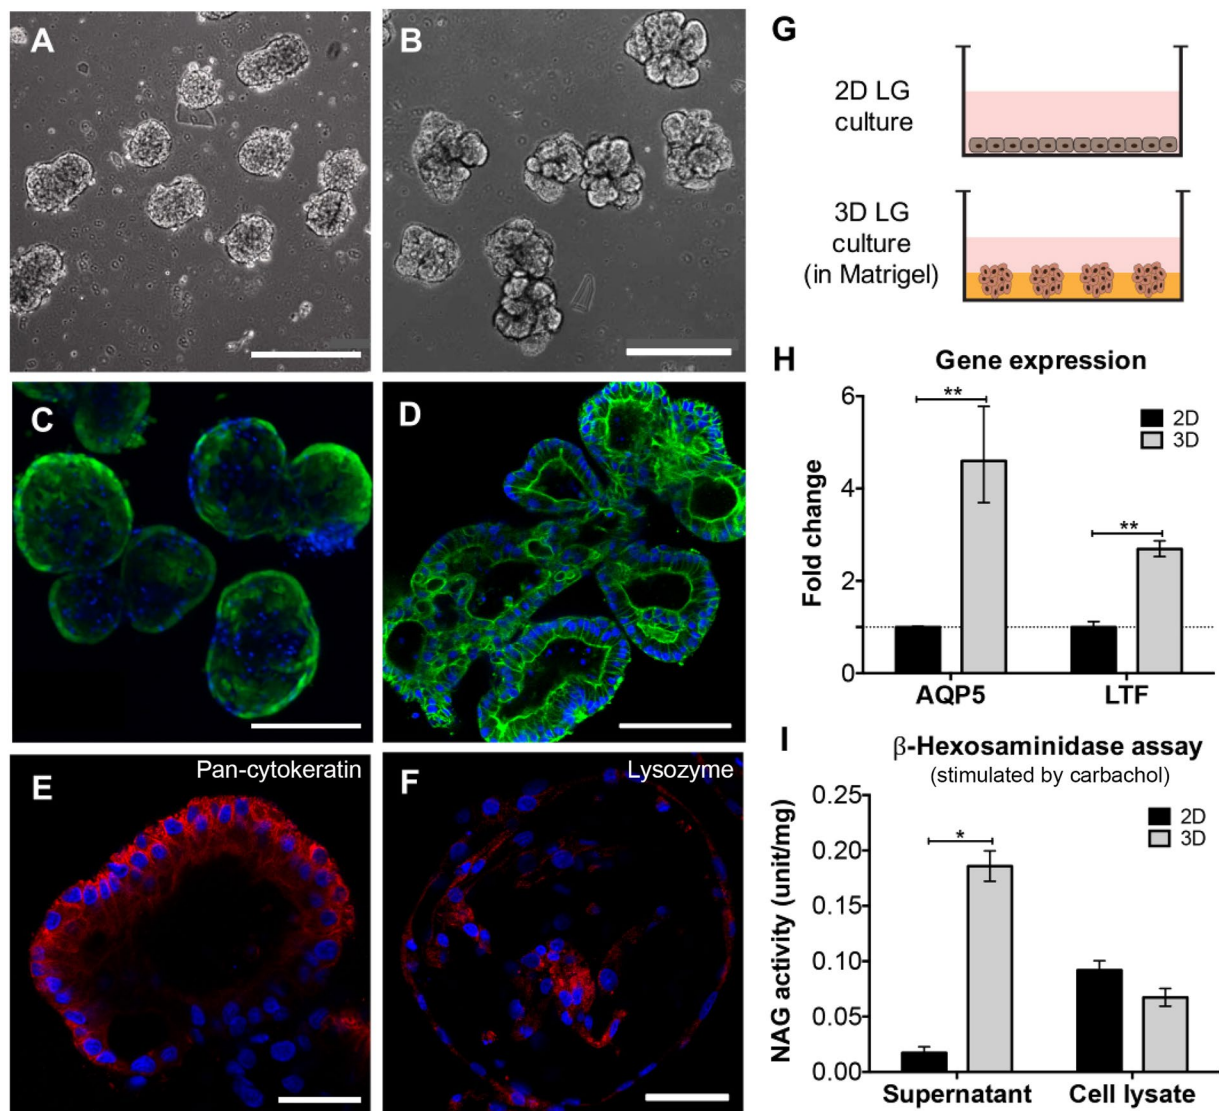 A
B
C
D
E
Pan-cytokeratin
F
Lysozyme
G
2D LG
culture
3D LG
culture
(in Matrigel)
H
Gene expression
Fold change
6
4
2
0
**
**
2D
3D
AQP5
LTF
I
β-Hexosaminidase assay
(stimulated by carbachol)
NAG activity (unit/mg)
0.25
0.20
0.15
0.10
0.05
0.00
*
2D
3D
Supernatant
Cell lysate